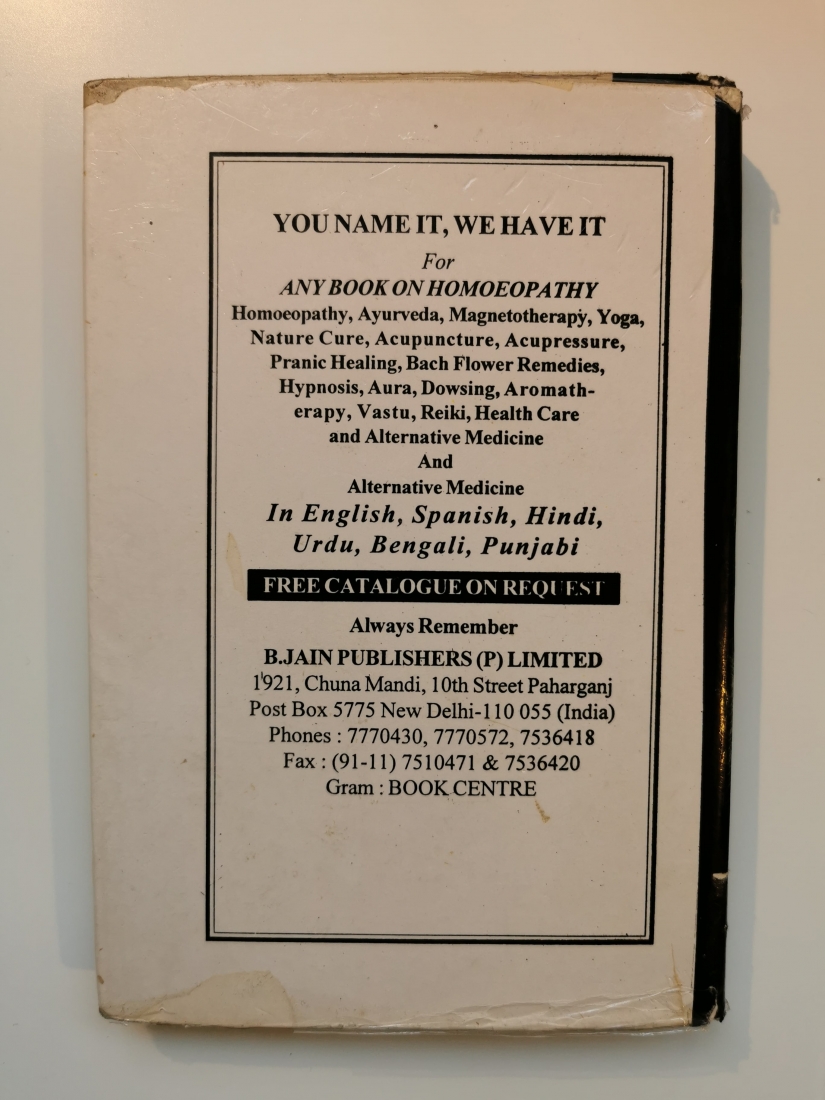 YOU NAME IT, WE HAVE IT
For
ANY BOOK ON HOMOEOPATHY
Homoeopathy, Ayurveda, Magnetotherapy, Yoga,
Nature Cure, Acupuncture, Acupressure,
Pranic Healing, Bach Flower Remedies,
Hypnosis, Aura, Dowsing, Aromath-
erapy, Vastu, Reiki, Health Care
and Alternative Medicine
And
Alternative Medicine
In English, Spanish, Hindi,
Urdu, Bengali, Punjabi
FREE CATALOGUE ON REQUEST
Always Remember
B.JAIN PUBLISHERS (P) LIMITED
1921, Chuna Mandi, 10th Street Paharganj
Post Box 5775 New Delhi-110 055 (India)
Phones : 7770430, 7770572, 7536418
Fax : (91-11) 7510471 & 7536420
Gram : BOOK CENTRE